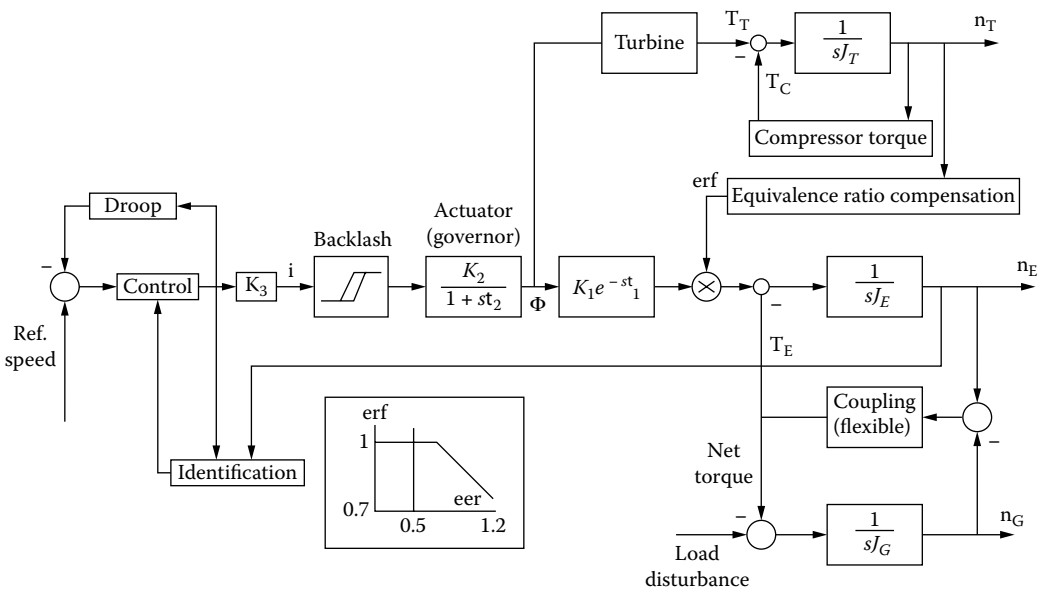 T_T
n_T
Turbine
1
sJ_T
−
T_C
Compressor torque
erf
Equivalence ratio compensation
Droop
Actuator
(governor)
Backlash
−
Control
K_3
i
K_2
1 + st_2
Φ
K_1e^{−st_1}
×
−
1
sJ_E
n_E
Ref.
speed
T_E
Coupling
(flexible)
−
Net
torque
Identification
erf
1
0.7
eer
0.5
1.2
−
Load
disturbance
1
sJ_G
n_G